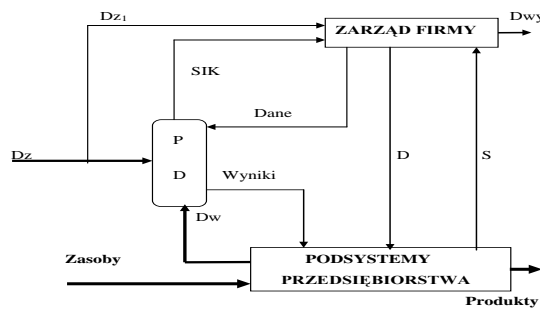 Dz1
ZARZĄD FIRMY
Dwy
SIK
Dane
P
D
Dz
Wyniki
D
S
Dw
Zasoby
PODSYSTEMY
PRZEDSIĘBIORSTWA
Produkty